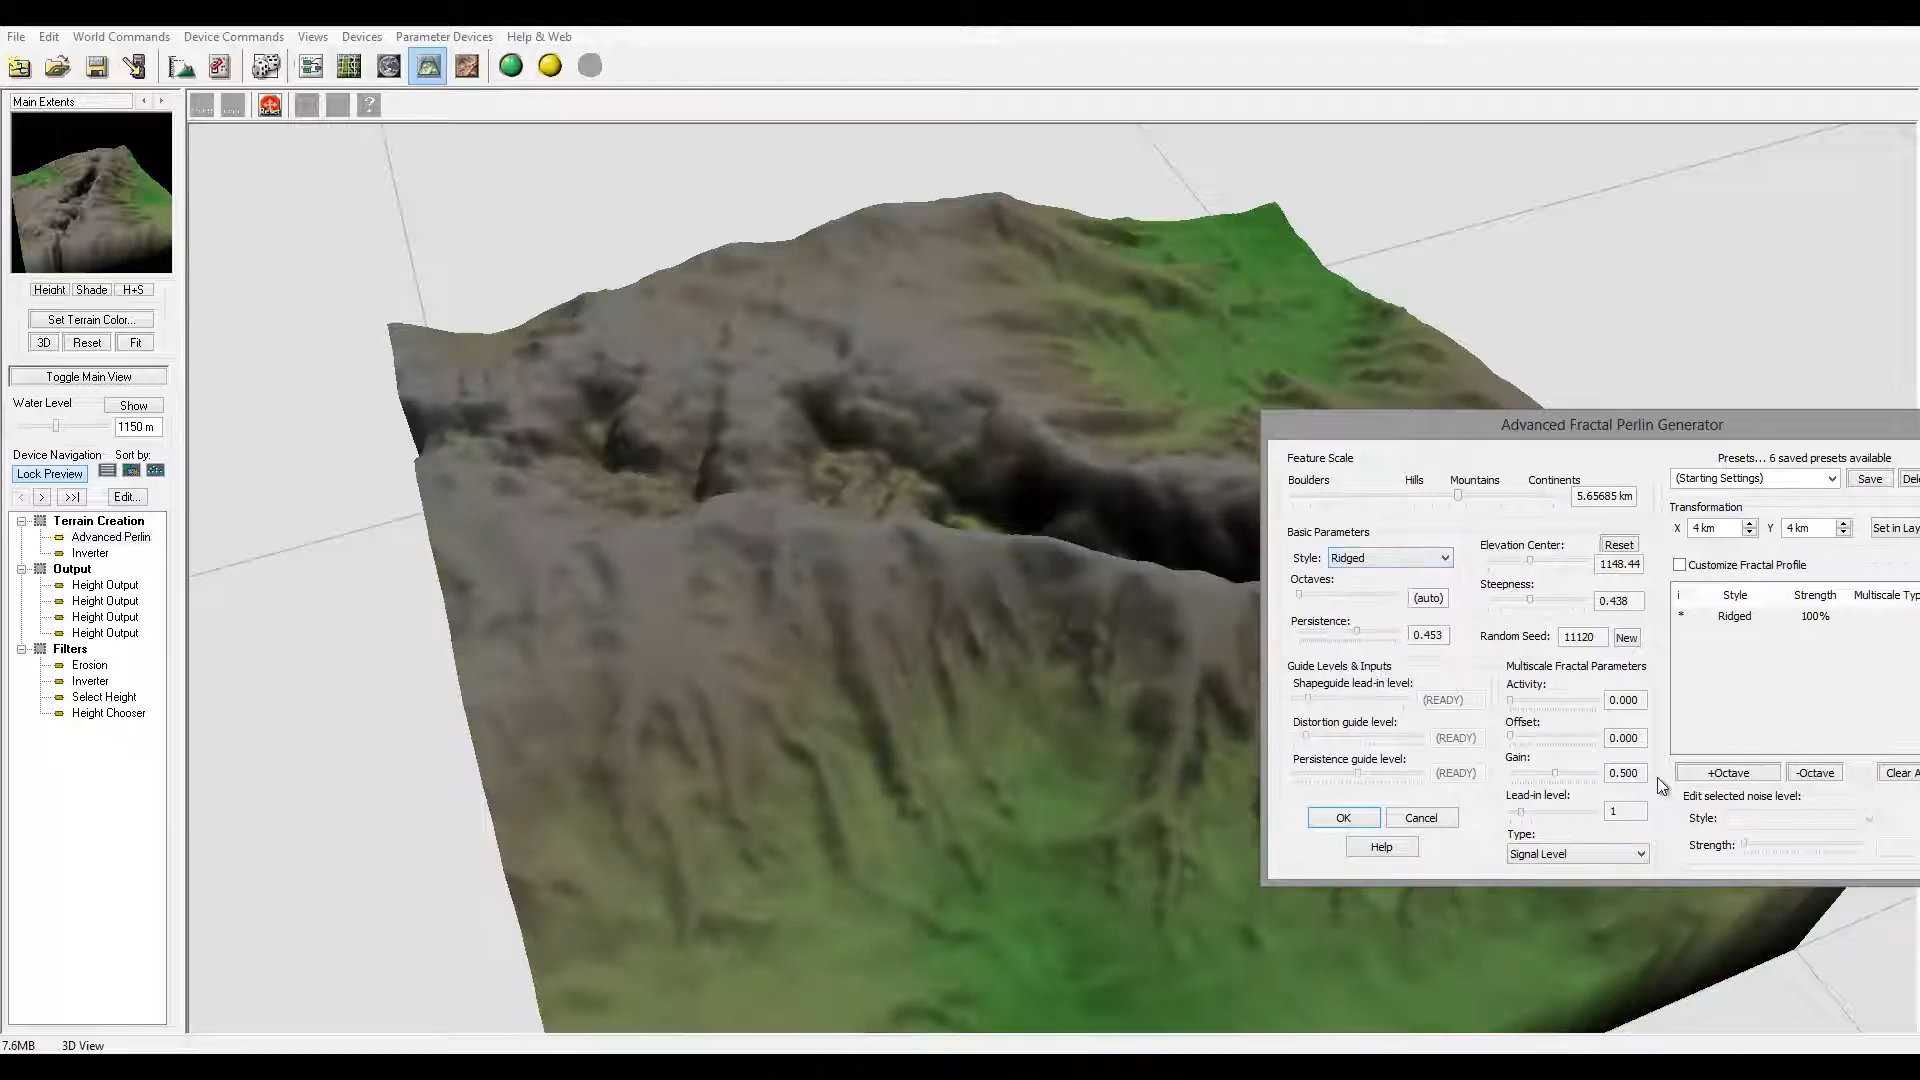 File Edit World Commands Device Commands Views Devices Parameter Devices Help & Web
Main Extents
Reset
?
Height Shade H+S
Set Terrain Color...
3D Reset Fit
Toggle Main View
Water Level Show
1150 m
Device Navigation Sort by:
Lock Preview
< > >>| Edit...
Terrain Creation
Advanced Perlin
Inverter
Output
Height Output
Height Output
Height Output
Height Output
Filters
Erosion
Inverter
Select Height
Height Chooser
Advanced Fractal Perlin Generator
Feature Scale
Boulders Hills Mountains Continents
5.65685 km
Basic Parameters
Style: Ridged
Octaves:
(auto)
Persistence:
0.453
Elevation Center: Reset
1148.44
Steepness:
0.438
Random Seed: 11120 New
Guide Levels & Inputs
Shapeguide lead-in level:
(READY)
Distortion guide level:
(READY)
Persistence guide level:
(READY)
OK Cancel
Help
Multiscale Fractal Parameters
Activity:
0.000
Offset:
0.000
Gain:
0.500
Lead-in level:
1
Type:
Signal Level
Presets... 6 saved presets available
(Starting Settings) Save Del
Transformation
X 4 km Y 4 km Set in Lay
Customize Fractal Profile
i Style Strength Multiscale Typ
* Ridged 100%
+Octave -Octave Clear A
Edit selected noise level:
Style:
Strength:
7.6MB 3D View